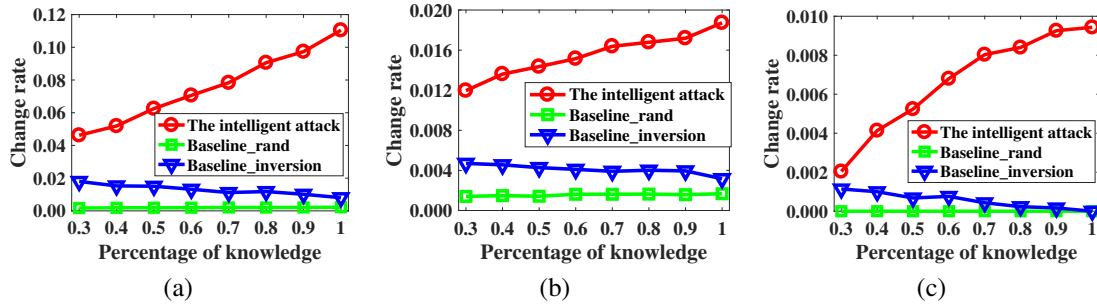 Change rate
0.12
0.10
0.08
0.06
0.04
0.02
0.00
The intelligent attack
Baseline_rand
Baseline_inversion
0.3 0.4 0.5 0.6 0.7 0.8 0.9 1
Percentage of knowledge
(a)
Change rate
0.020
0.016
0.012
0.008
0.004
0.000
The intelligent attack
Baseline_rand
Baseline_inversion
0.3 0.4 0.5 0.6 0.7 0.8 0.9 1
Percentage of knowledge
(b)
Change rate
0.010
0.008
0.006
0.004
0.002
0.000
The intelligent attack
Baseline_rand
Baseline_inversion
0.3 0.4 0.5 0.6 0.7 0.8 0.9 1
Percentage of knowledge
(c)